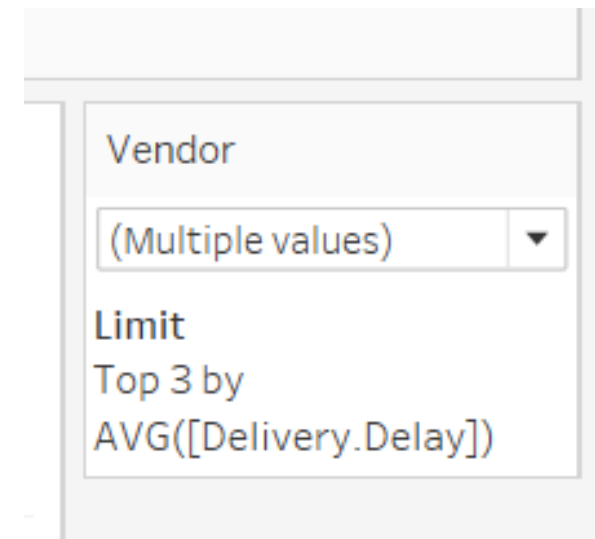 Vendor
(Multiple values)
Limit
Top 3 by
AVG([Delivery.Delay])